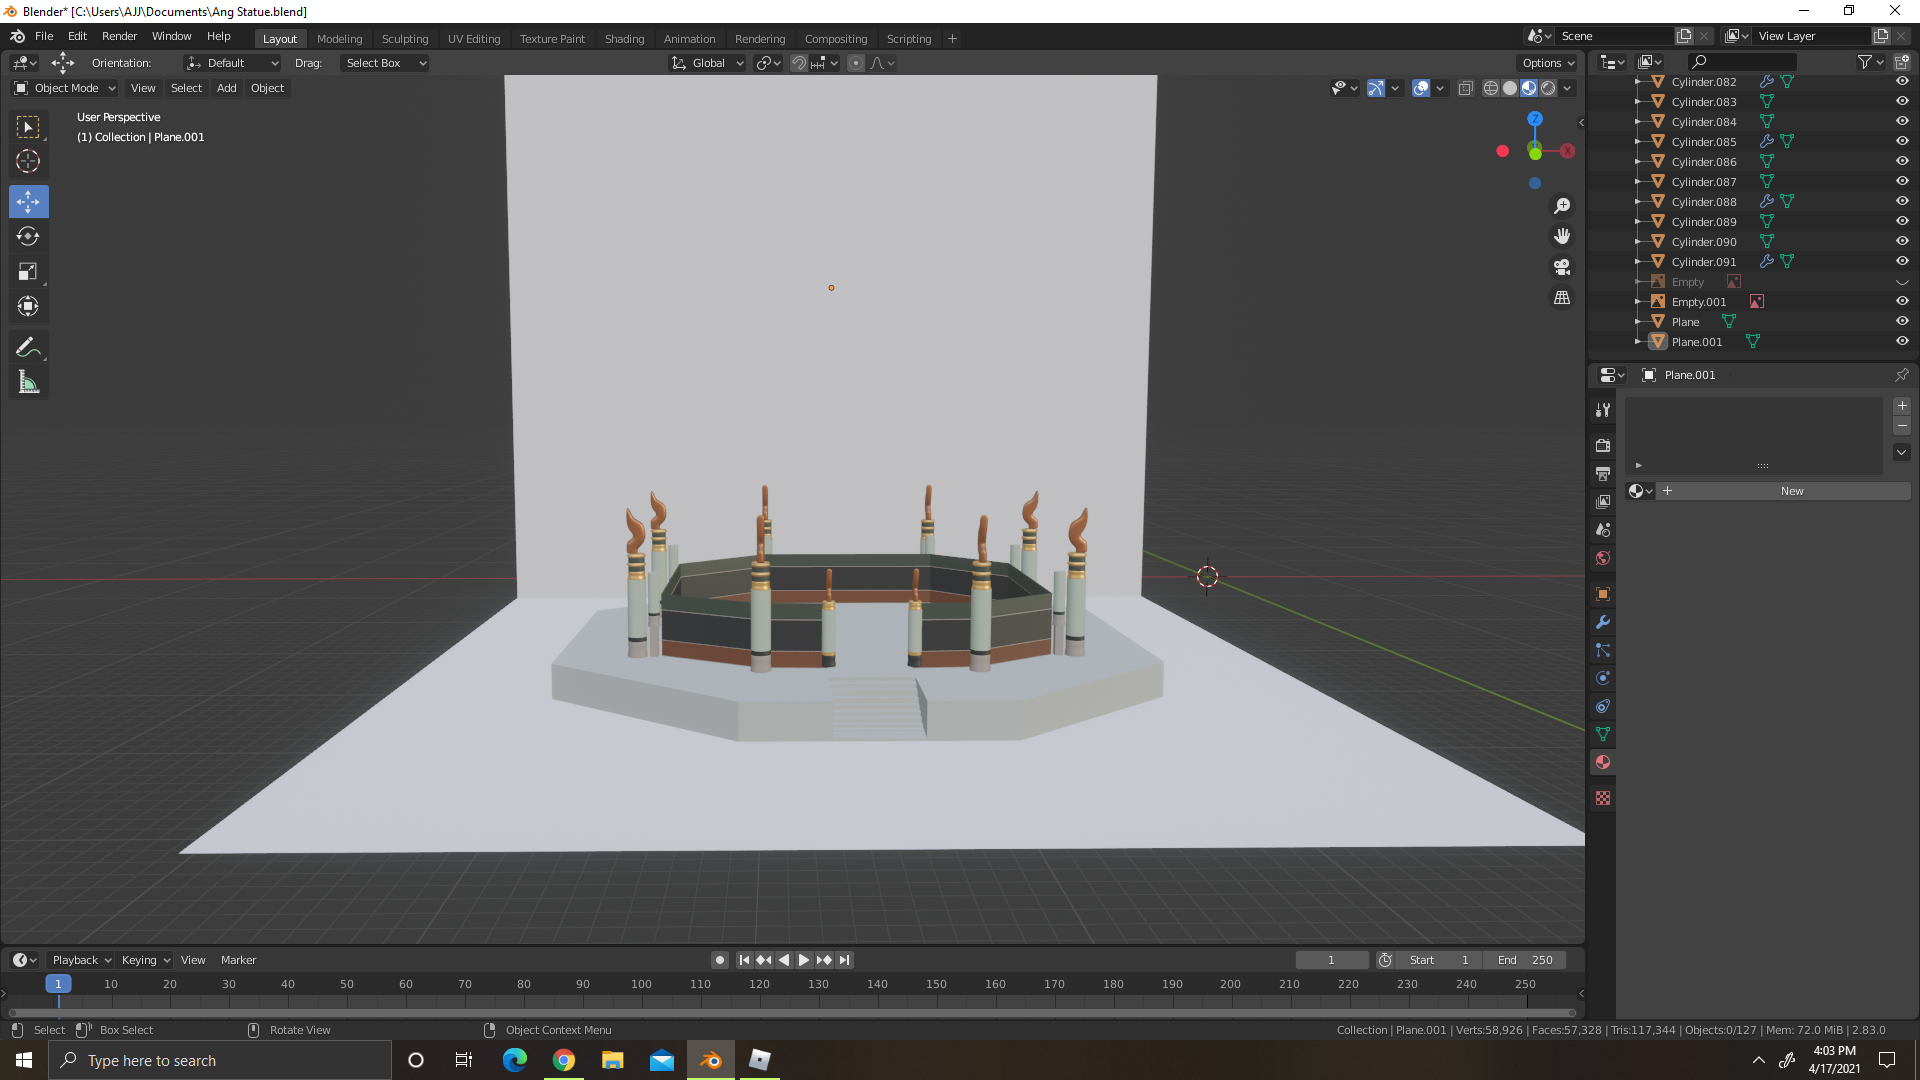 Blender* [C:\Users\AJJ\Documents\Ang Statue.blend]
File Edit Render Window Help Layout Modeling Sculpting UV Editing Texture Paint Shading Animation Rendering Compositing Scripting + Scene View Layer
Orientation: Default Drag: Select Box Global Options
Object Mode View Select Add Object
User Perspective
(1) Collection | Plane.001
Z
X
Cylinder.082
Cylinder.083
Cylinder.084
Cylinder.085
Cylinder.086
Cylinder.087
Cylinder.088
Cylinder.089
Cylinder.090
Cylinder.091
Empty
Empty.001
Plane
Plane.001
Plane.001
New
Playback Keying View Marker 1 Start 1 End 250
1 10 20 30 40 50 60 70 80 90 100 110 120 130 140 150 160 170 180 190 200 210 220 230 240 250
Select Box Select Rotate View Object Context Menu Collection | Plane.001 | Verts:58,926 | Faces:57,328 | Tris:117,344 | Objects:0/127 | Mem: 72.0 MiB | 2.83.0
Type here to search
4:03 PM
4/17/2021